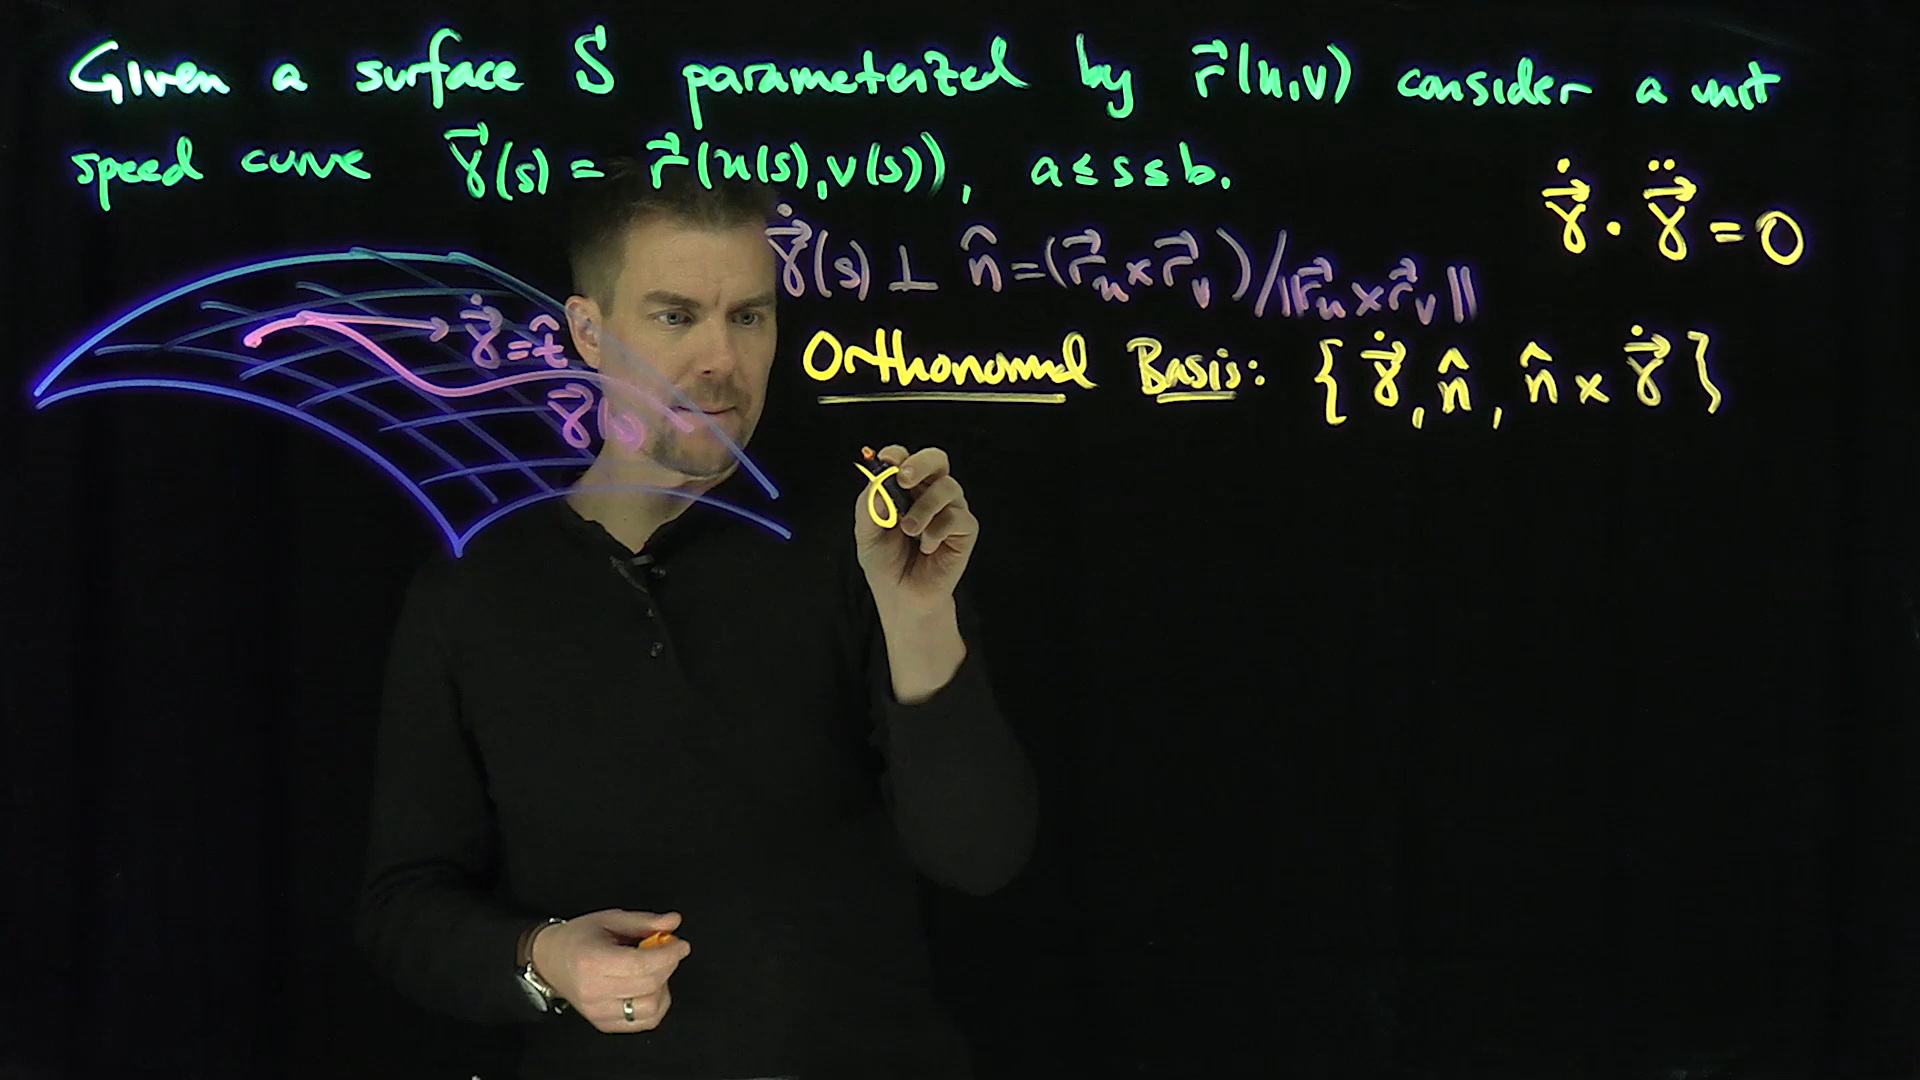 Given a surface S parameterized by r⃗(u,v) consider a unit
speed curve γ⃗(s) = r⃗(u(s),v(s)), a≤s≤b.
γ⃗̇ · γ⃗̈ = 0
γ⃗̇(s) ⊥ n̂=(r⃗ᵤ×r⃗ᵥ)/||r⃗ᵤ×r⃗ᵥ||
γ⃗̇=t̂
Orthonormal Basis: {γ⃗̇, n̂, n̂×γ⃗̇}
γ⃗(s)
γ